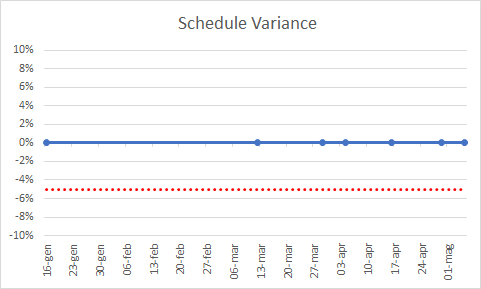 Schedule Variance
10%
8%
6%
4%
2%
0%
-2%
-4%
-6%
-8%
-10%
16-gen
23-gen
30-gen
06-feb
13-feb
20-feb
27-feb
06-mar
13-mar
20-mar
27-mar
03-apr
10-apr
17-apr
24-apr
01-mag